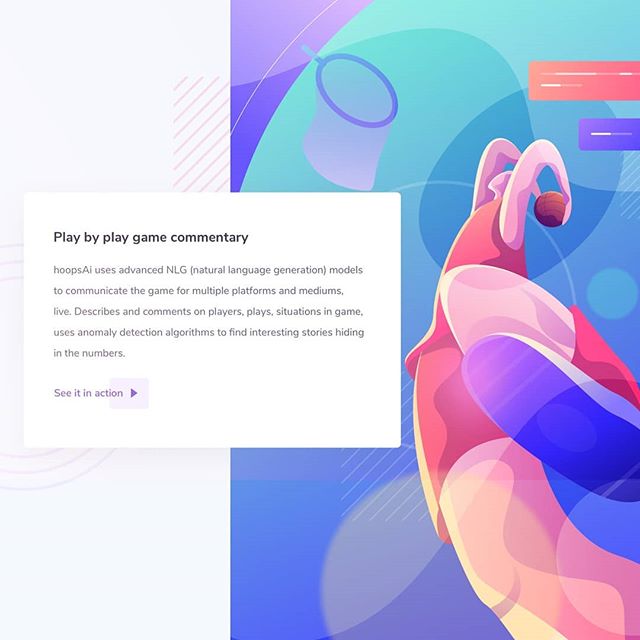 Play by play game commentary
hoopsAi uses advanced NLG (natural language generation) models
to communicate the game for multiple platforms and mediums,
live. Describes and comments on players, plays, situations in game,
uses anomaly detection algorithms to find interesting stories hiding
in the numbers.
See it in action